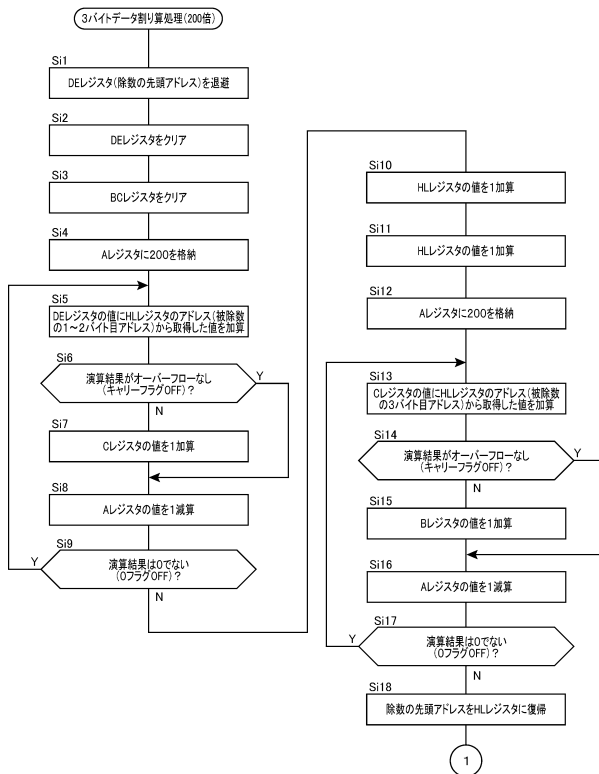 3バイトデータ割り算処理(200倍)
Si1
DEレジスタ(除数の先頭アドレス)を退避
Si2
DEレジスタをクリア
Si3
BCレジスタをクリア
Si4
Aレジスタに200を格納
Si5
DEレジスタの値にHLレジスタのアドレス(被除数
の1～2バイト目アドレス)から取得した値を加算
Si6
演算結果がオーバーフローなし
(キャリーフラグOFF)?
Y
N
Si7
Cレジスタの値を1加算
Si8
Aレジスタの値を1減算
Si9
演算結果は0でない
(0フラグOFF)?
Y
N
Si10
HLレジスタの値を1加算
Si11
HLレジスタの値を1加算
Si12
Aレジスタに200を格納
Si13
Cレジスタの値にHLレジスタのアドレス(被除数
の3バイト目アドレス)から取得した値を加算
Si14
演算結果がオーバーフローなし
(キャリーフラグOFF)?
Y
N
Si15
Bレジスタの値を1加算
Si16
Aレジスタの値を1減算
Si17
演算結果は0でない
(0フラグOFF)?
Y
N
Si18
除数の先頭アドレスをHLレジスタに復帰
1